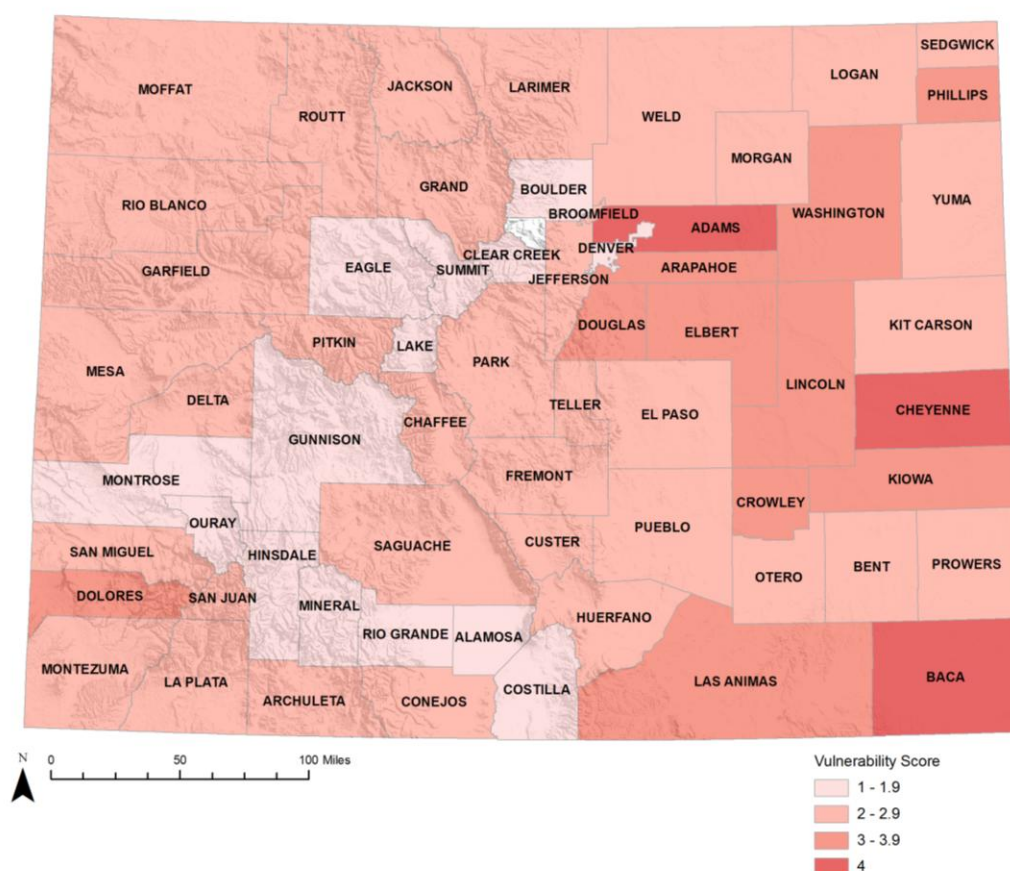 SEDGWICK
LOGAN
JACKSON
LARIMER
MOFFAT
PHILLIPS
ROUTT
WELD
MORGAN
GRAND
BOULDER
YUMA
RIO BLANCO
BROOMFIELD
WASHINGTON
ADAMS
DENVER
CLEAR CREEK
EAGLE
SUMMIT
GARFIELD
ARAPAHOE
JEFFERSON
DOUGLAS
KIT CARSON
ELBERT
PITKIN
LAKE
PARK
MESA
LINCOLN
DELTA
TELLER
CHEYENNE
EL PASO
CHAFFEE
GUNNISON
FREMONT
MONTROSE
KIOWA
CROWLEY
OURAY
PUEBLO
CUSTER
SAGUACHE
SAN MIGUEL
HINSDALE
PROWERS
BENT
OTERO
DOLORES
SAN JUAN
MINERAL
HUERFANO
RIO GRANDE
ALAMOSA
MONTEZUMA
LA PLATA
LAS ANIMAS
BACA
COSTILLA
ARCHULETA
CONEJOS
N
0 50 100 Miles
Vulnerability Score
1 - 1.9
2 - 2.9
3 - 3.9
4